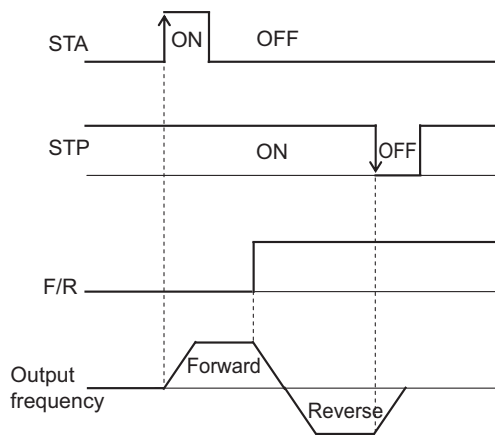 STA
ON
OFF
STP
ON
OFF
F/R
Forward
Output
frequency
Reverse